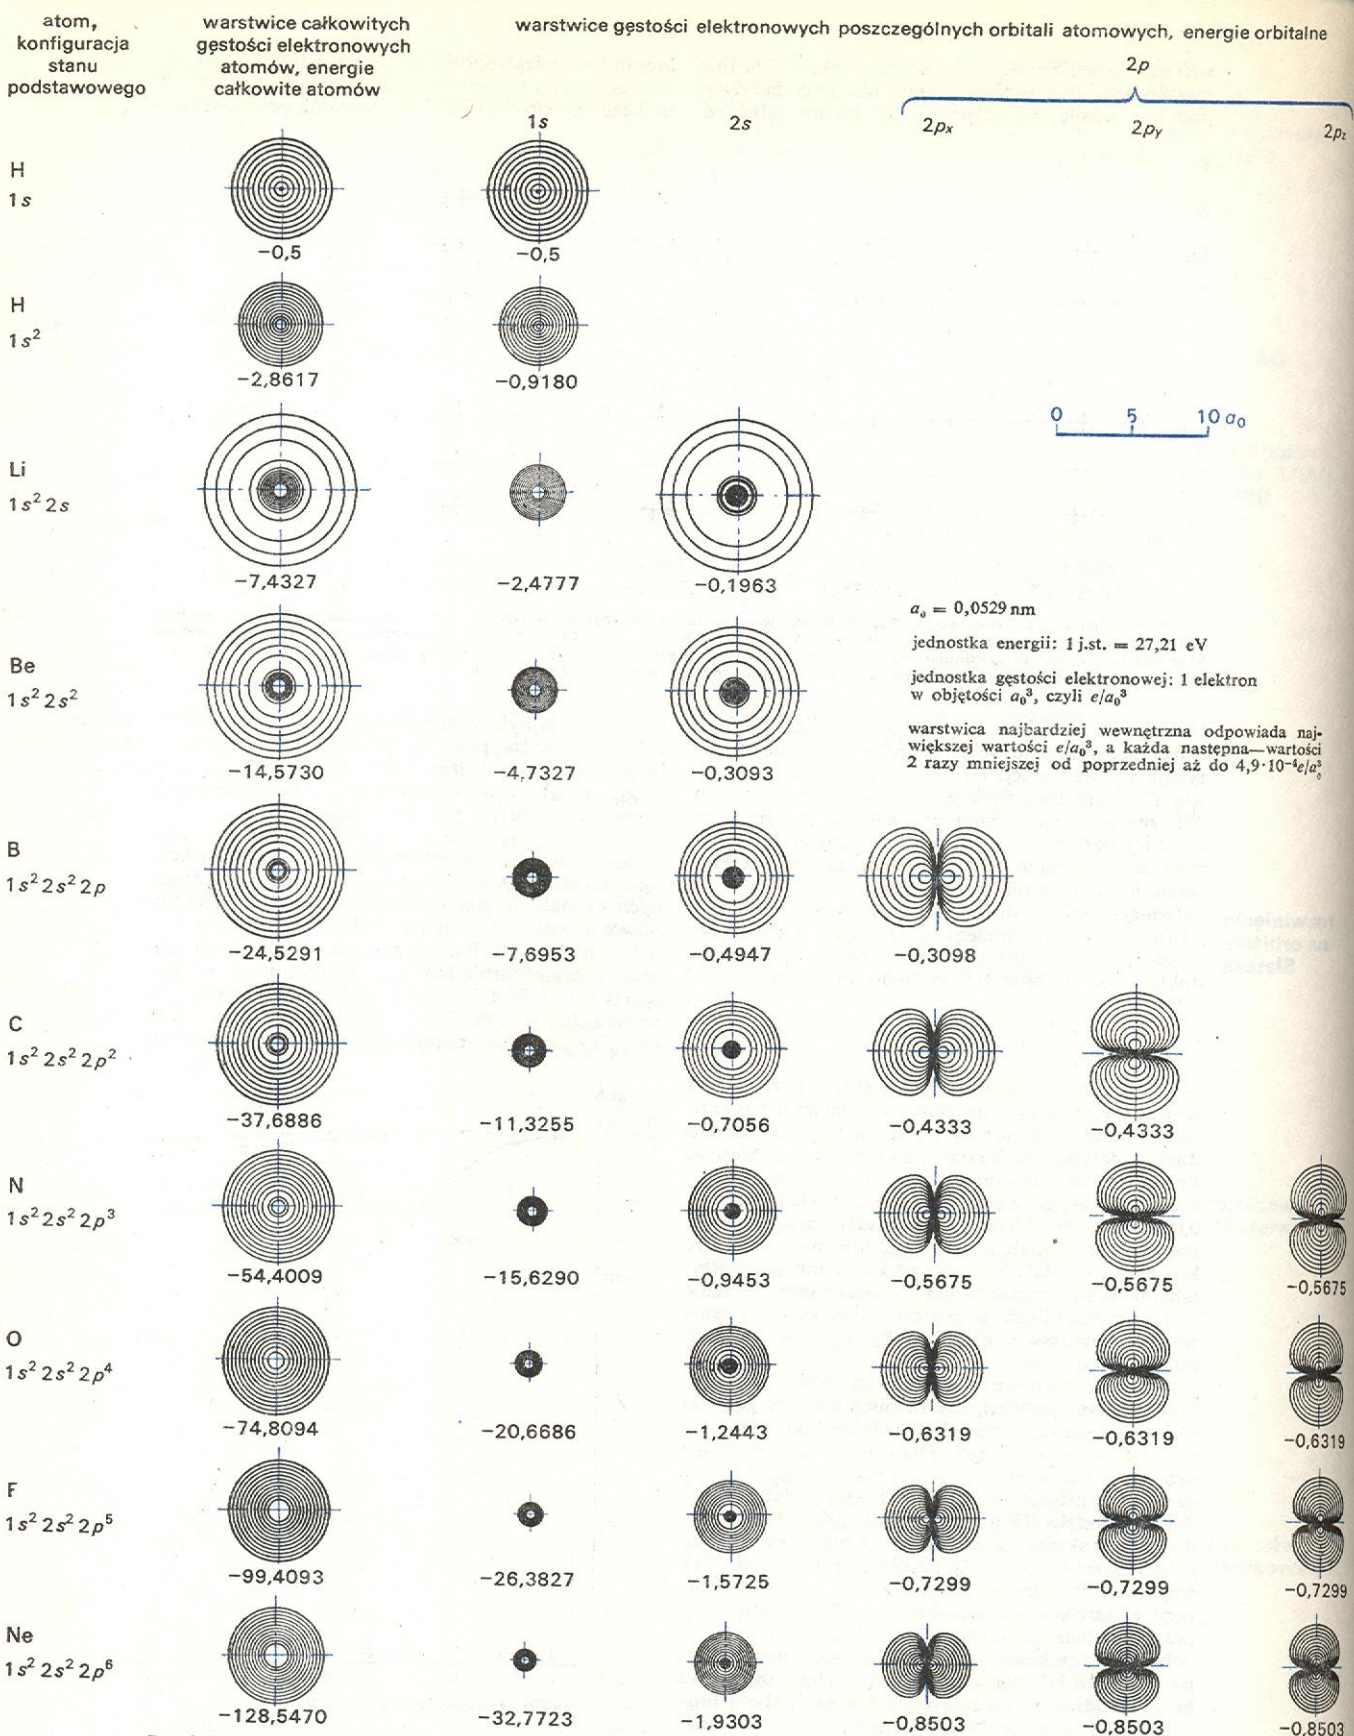 atom,
konfiguracja
stanu
podstawowego
warstwice całkowitych
gęstości elektronowych
atomów, energie
całkowite atomów
warstwice gęstości elektronowych poszczególnych orbitali atomowych, energie orbitalne
2p
1s
2s
2pₓ
2pᵧ
2p_z
H
1s
−0,5
−0,5
H
1s²
−2,8617
−0,9180
0 5 10 a₀
Li
1s² 2s
−7,4327
−2,4777
−0,1963
a₀ = 0,0529 nm
jednostka energii: 1 j.st. = 27,21 eV
jednostka gęstości elektronowej: 1 elektron
w objętości a₀³, czyli e/a₀³
warstwica najbardziej wewnętrzna odpowiada naj-
większej wartości e/a₀³, a każda następna—wartości
2 razy mniejszej od poprzedniej aż do 4,9·10⁻⁴e/a₀³
Be
1s² 2s²
−14,5730
−4,7327
−0,3093
B
1s² 2s² 2p
−24,5291
−7,6953
−0,4947
−0,3098
C
1s² 2s² 2p²
−37,6886
−11,3255
−0,7056
−0,4333
−0,4333
N
1s² 2s² 2p³
−54,4009
−15,6290
−0,9453
−0,5675
−0,5675
−0,5675
O
1s² 2s² 2p⁴
−74,8094
−20,6686
−1,2443
−0,6319
−0,6319
−0,6319
F
1s² 2s² 2p⁵
−99,4093
−26,3827
−1,5725
−0,7299
−0,7299
−0,7299
Ne
1s² 2s² 2p⁶
−128,5470
−32,7723
−1,9303
−0,8503
−0,8503
−0,8503